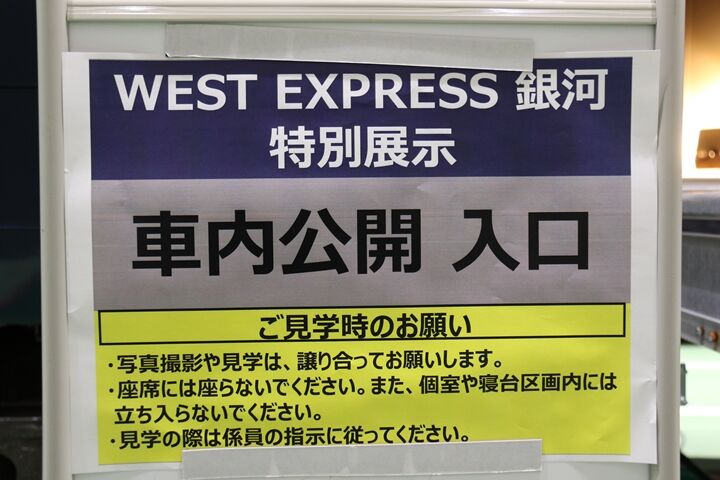 WEST EXPRESS 銀河
特別展示
車内公開 入口
ご見学時のお願い
・写真撮影や見学は、譲り合ってお願いします。
・座席には座らないでください。また、個室や寝台区画内には
立ち入らないでください。
・見学の際は係員の指示に従ってください。